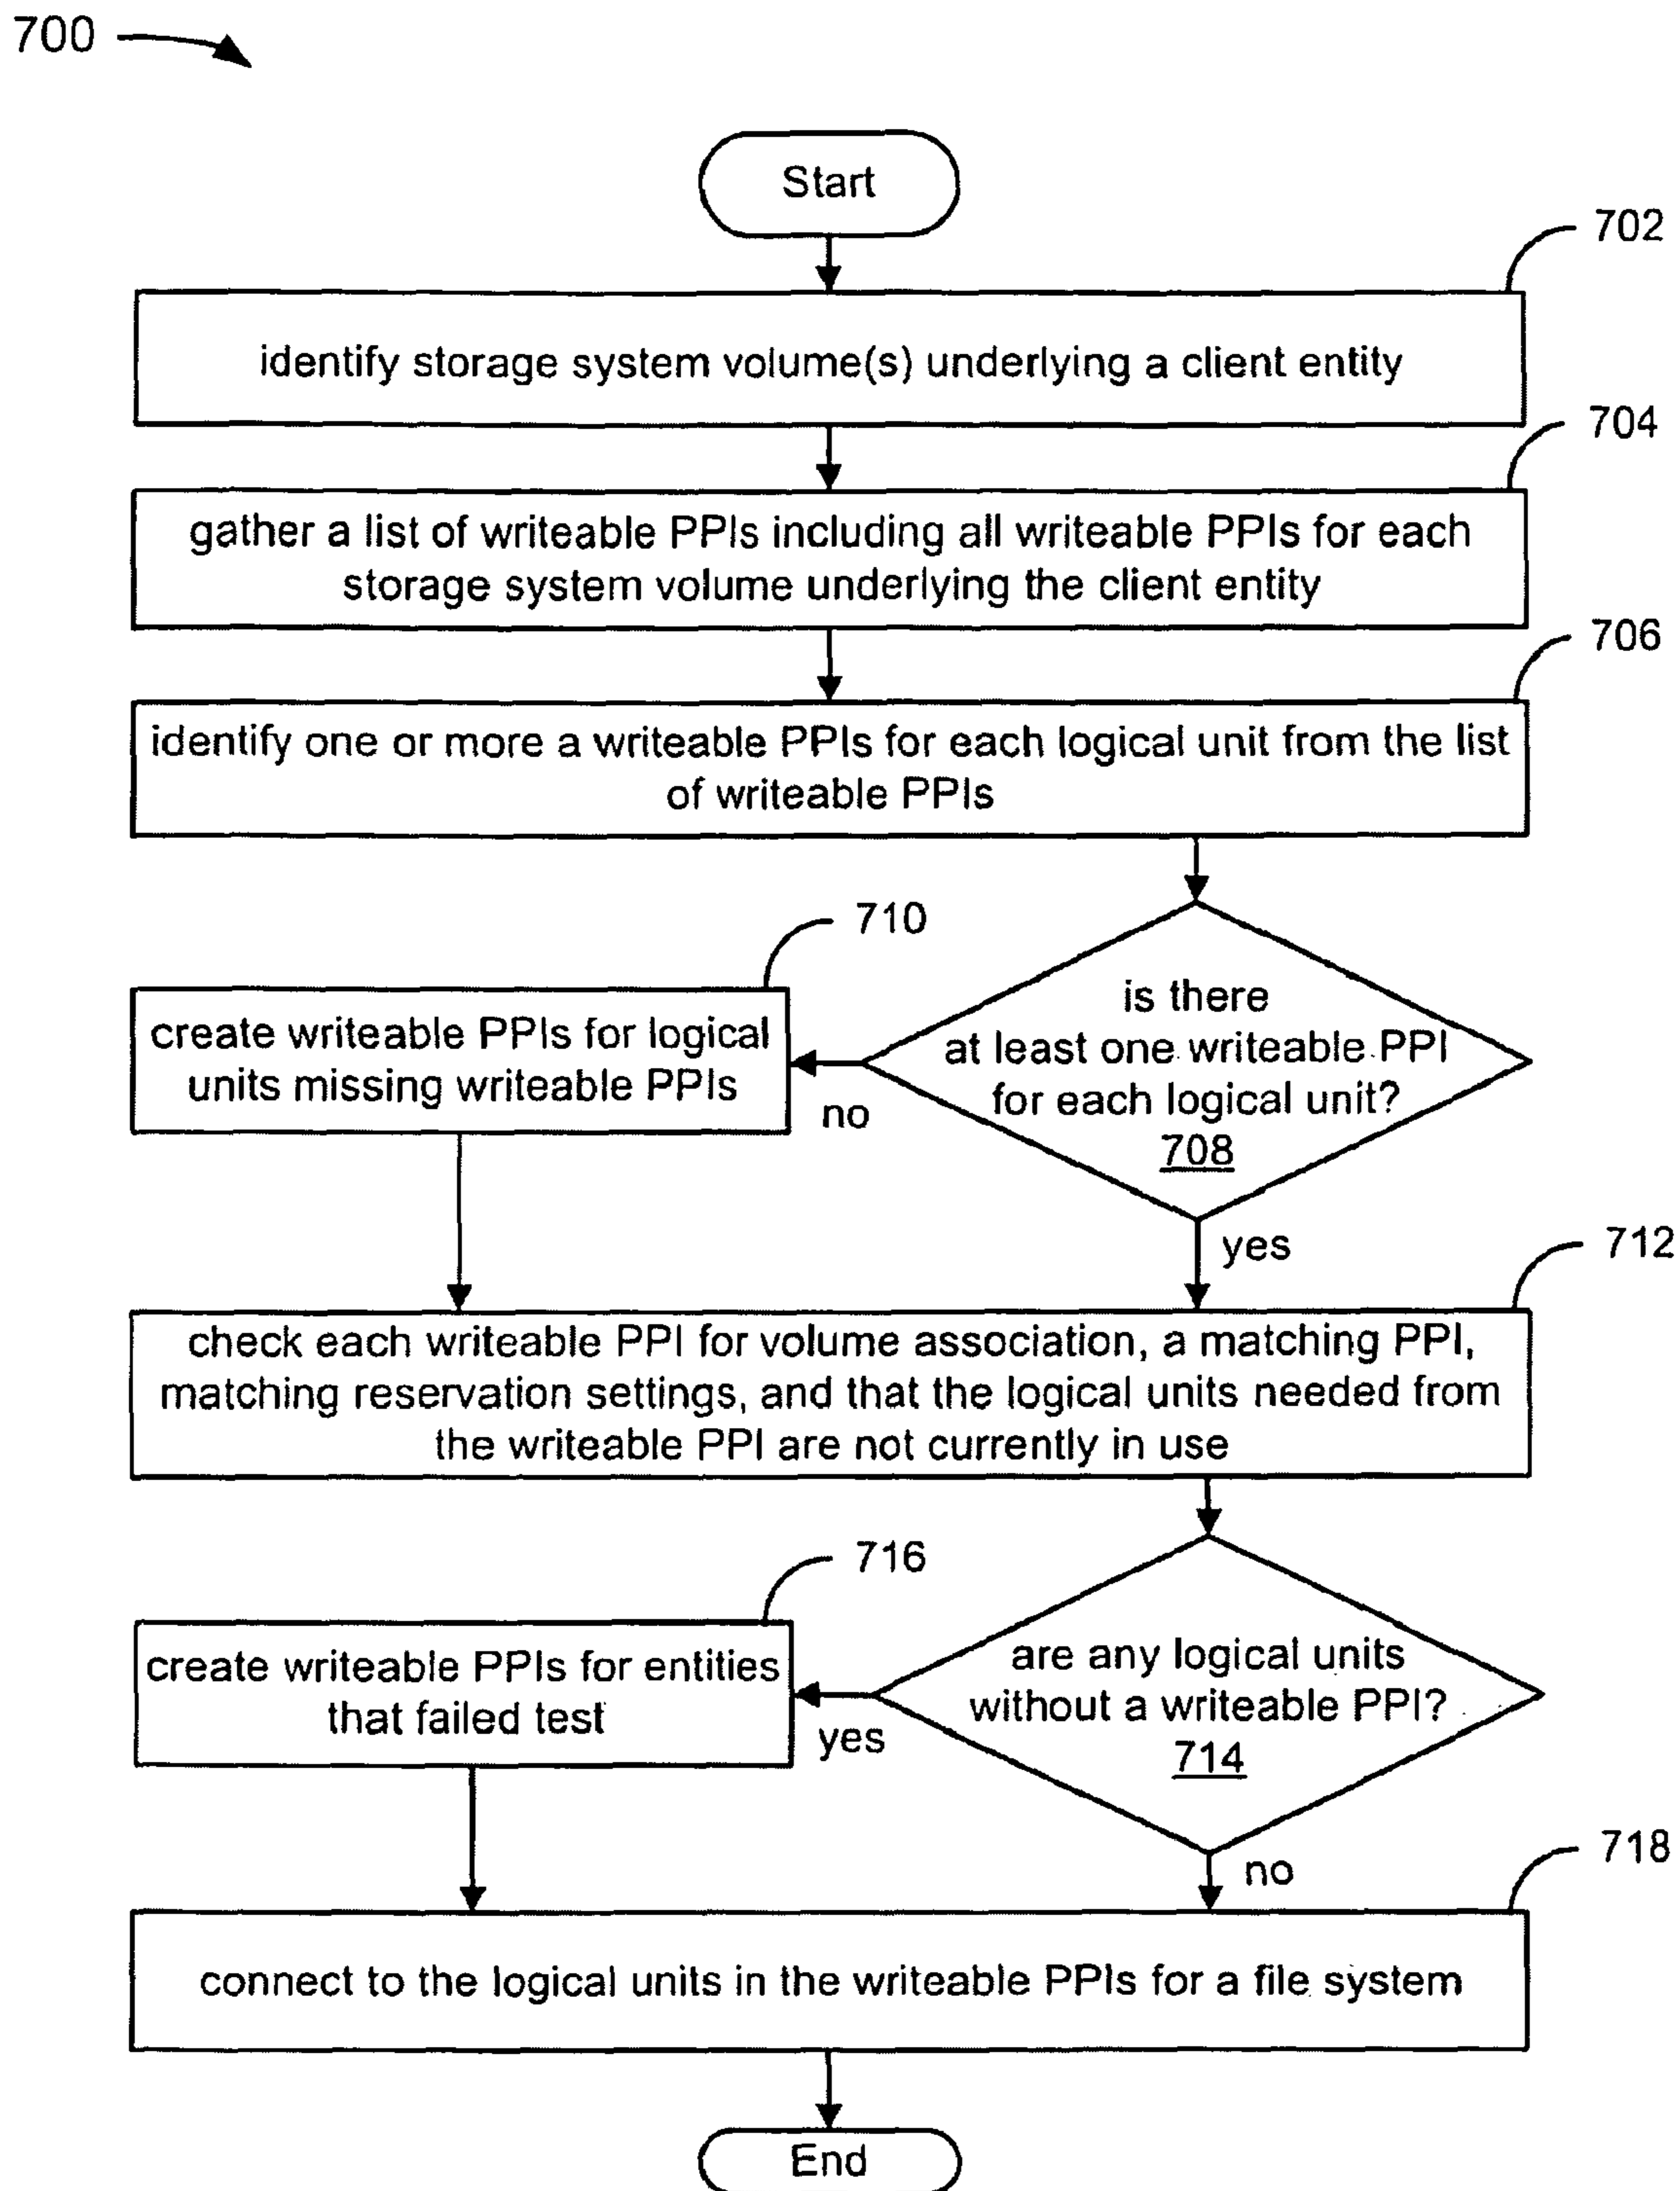 700
Start
702
identify storage system volume(s) underlying a client entity
704
gather a list of writeable PPIs including all writeable PPIs for each
storage system volume underlying the client entity
706
identify one or more a writeable PPIs for each logical unit from the list
of writeable PPIs
710
is there
at least one writeable PPI
for each logical unit?
708
create writeable PPIs for logical
units missing writeable PPIs
no
yes
712
check each writeable PPI for volume association, a matching PPI,
matching reservation settings, and that the logical units needed from
the writeable PPI are not currently in use
716
are any logical units
without a writeable PPI?
714
create writeable PPIs for entities
that failed test
yes
no
718
connect to the logical units in the writeable PPIs for a file system
End